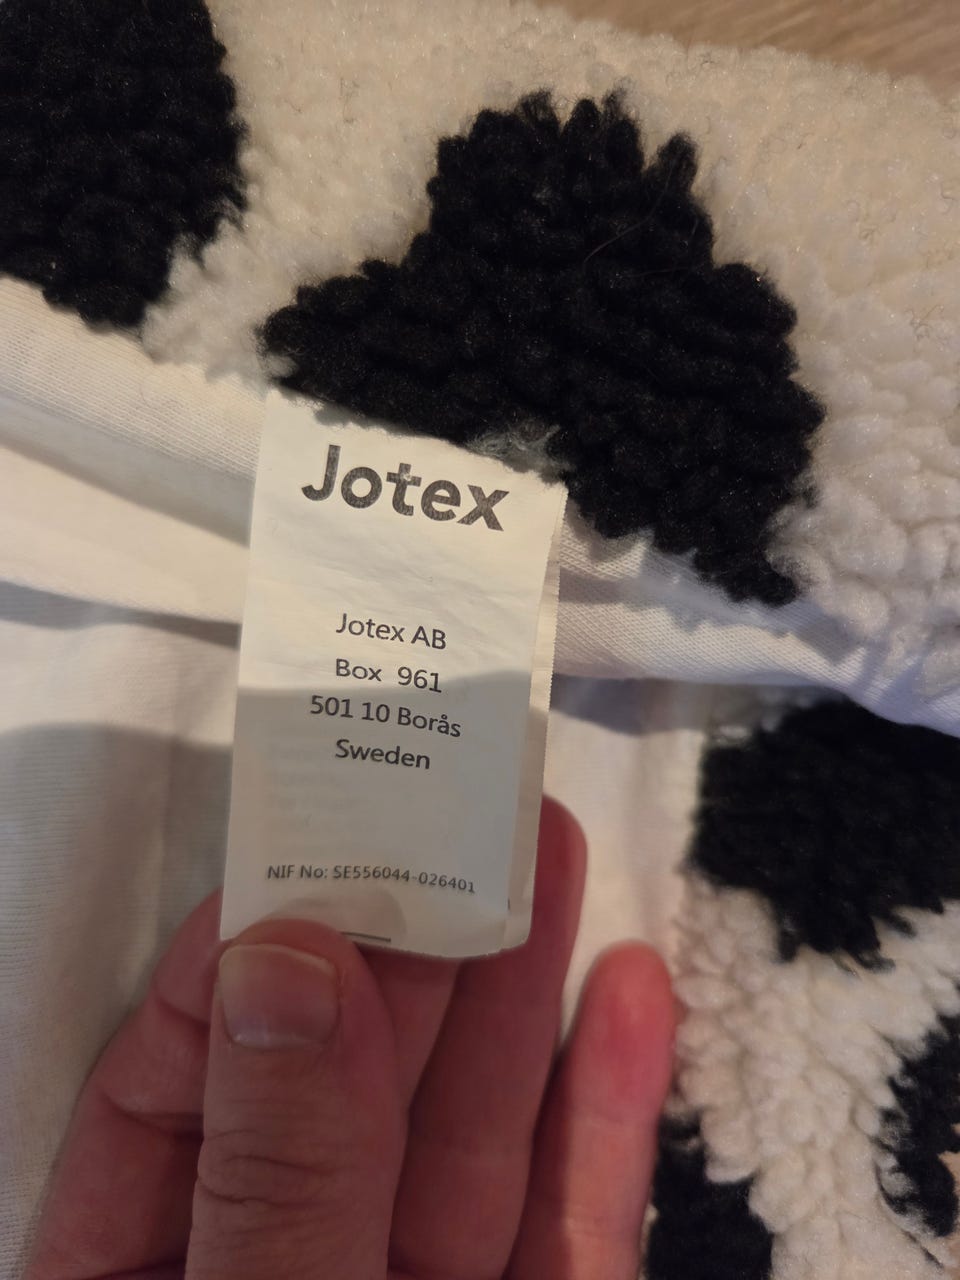 Jotex
Jotex AB
Box 961
501 10 Borås
Sweden
NIF No: SE556044-026401